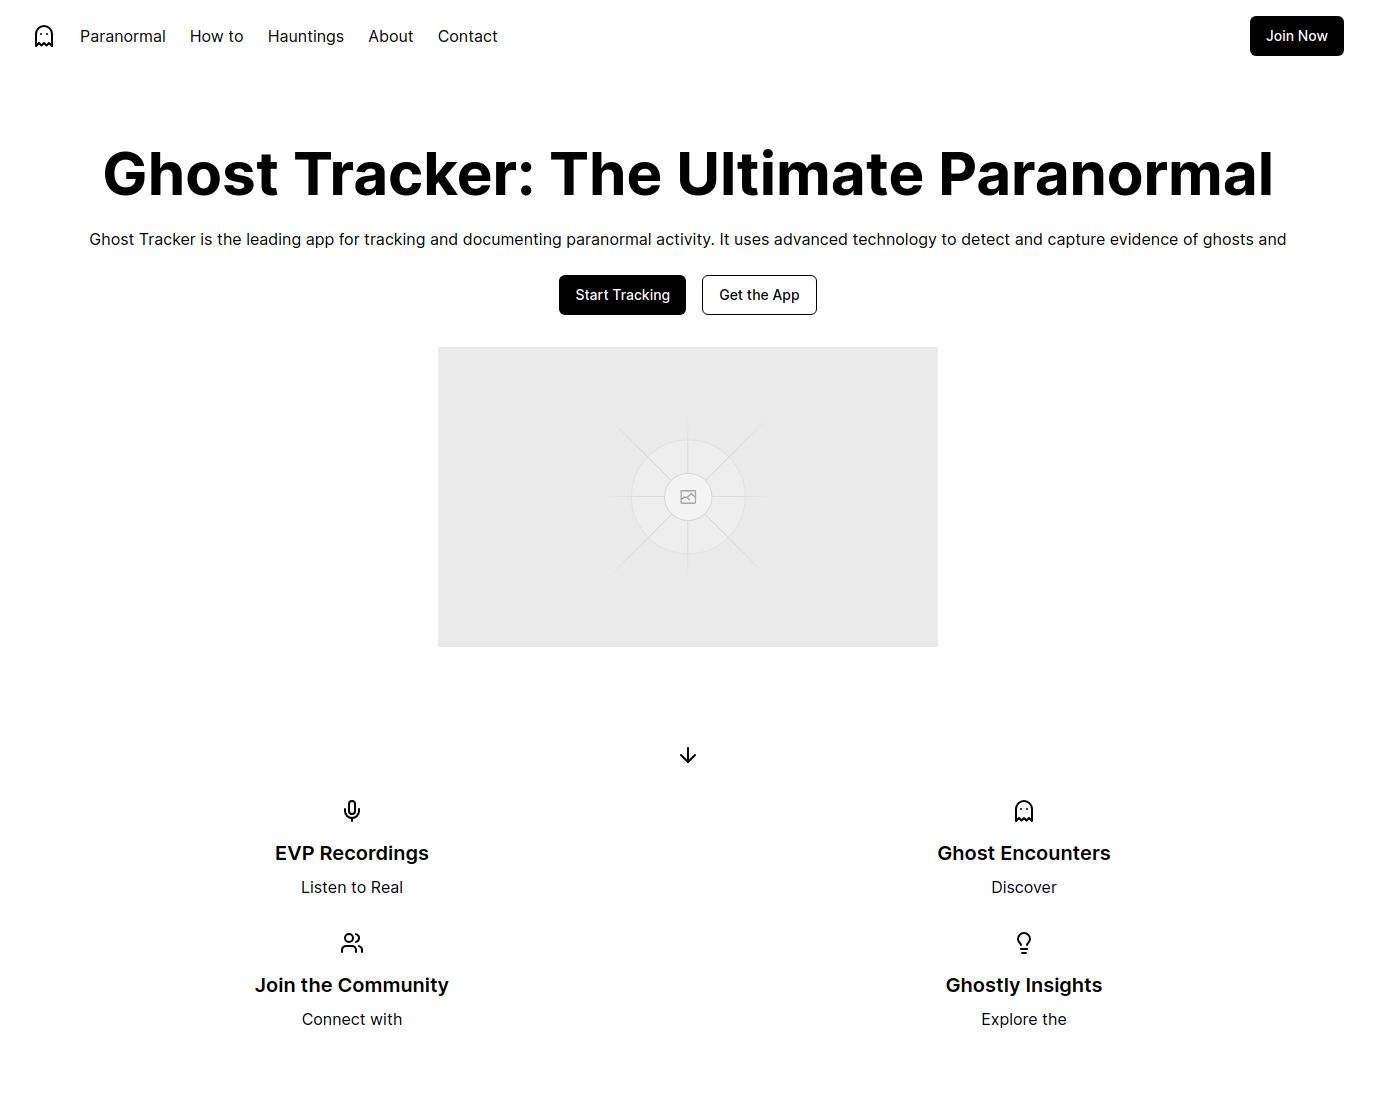 Paranormal How to Hauntings About Contact Join Now
Ghost Tracker: The Ultimate Paranormal
Ghost Tracker is the leading app for tracking and documenting paranormal activity. It uses advanced technology to detect and capture evidence of ghosts and
Start Tracking Get the App
EVP Recordings
Listen to Real
Ghost Encounters
Discover
Join the Community
Connect with
Ghostly Insights
Explore the